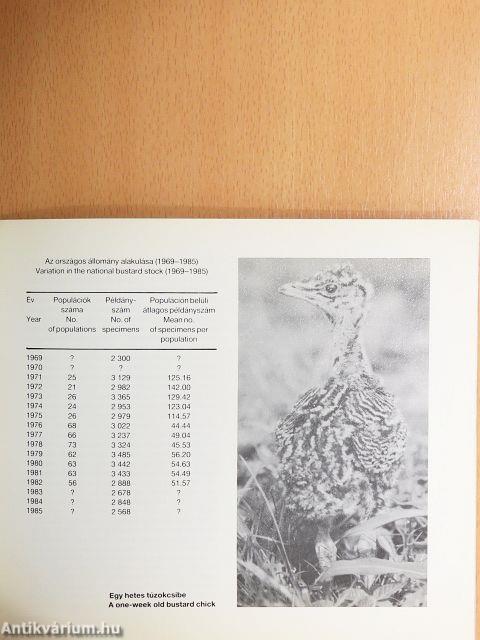 Az országos állomány alakulása (1969–1985)
Variation in the national bustard stock (1969–1985)
Év Populációk Példány- Populáción belüli
száma szám átlagos példányszám
Year No. No. of Mean no.
of populations specimens of specimens per
population
1969 ? 2 300 ?
1970 ? ? ?
1971 25 3 129 125.16
1972 21 2 982 142.00
1973 26 3 365 129.42
1974 24 2 953 123.04
1975 26 2 979 114.57
1976 68 3 022 44.44
1977 66 3 237 49.04
1978 73 3 324 45.53
1979 62 3 485 56.20
1980 63 3 442 54.63
1981 63 3 433 54.49
1982 56 2 888 51.57
1983 ? 2 678 ?
1984 ? 2 848 ?
1985 ? 2 568 ?
Egy hetes túzokcsibe
A one-week old bustard chick
Antikvárium.hu